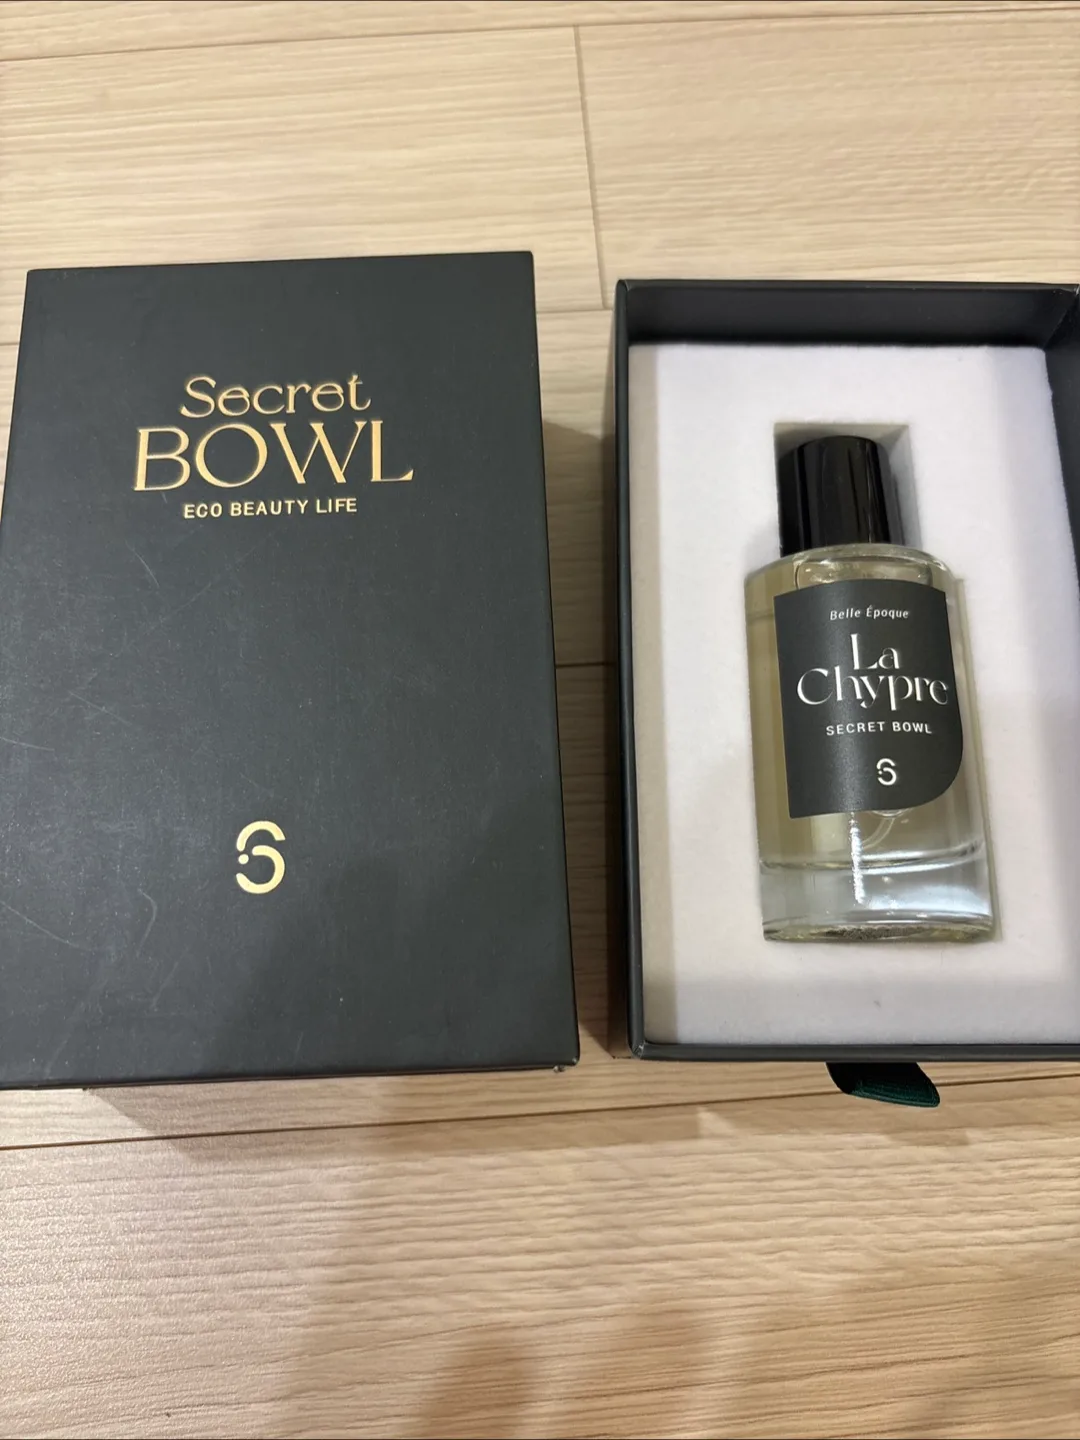 Secret
BOWL
ECO BEAUTY LIFE
Belle Époque
La
Chypre
SECRET BOWL